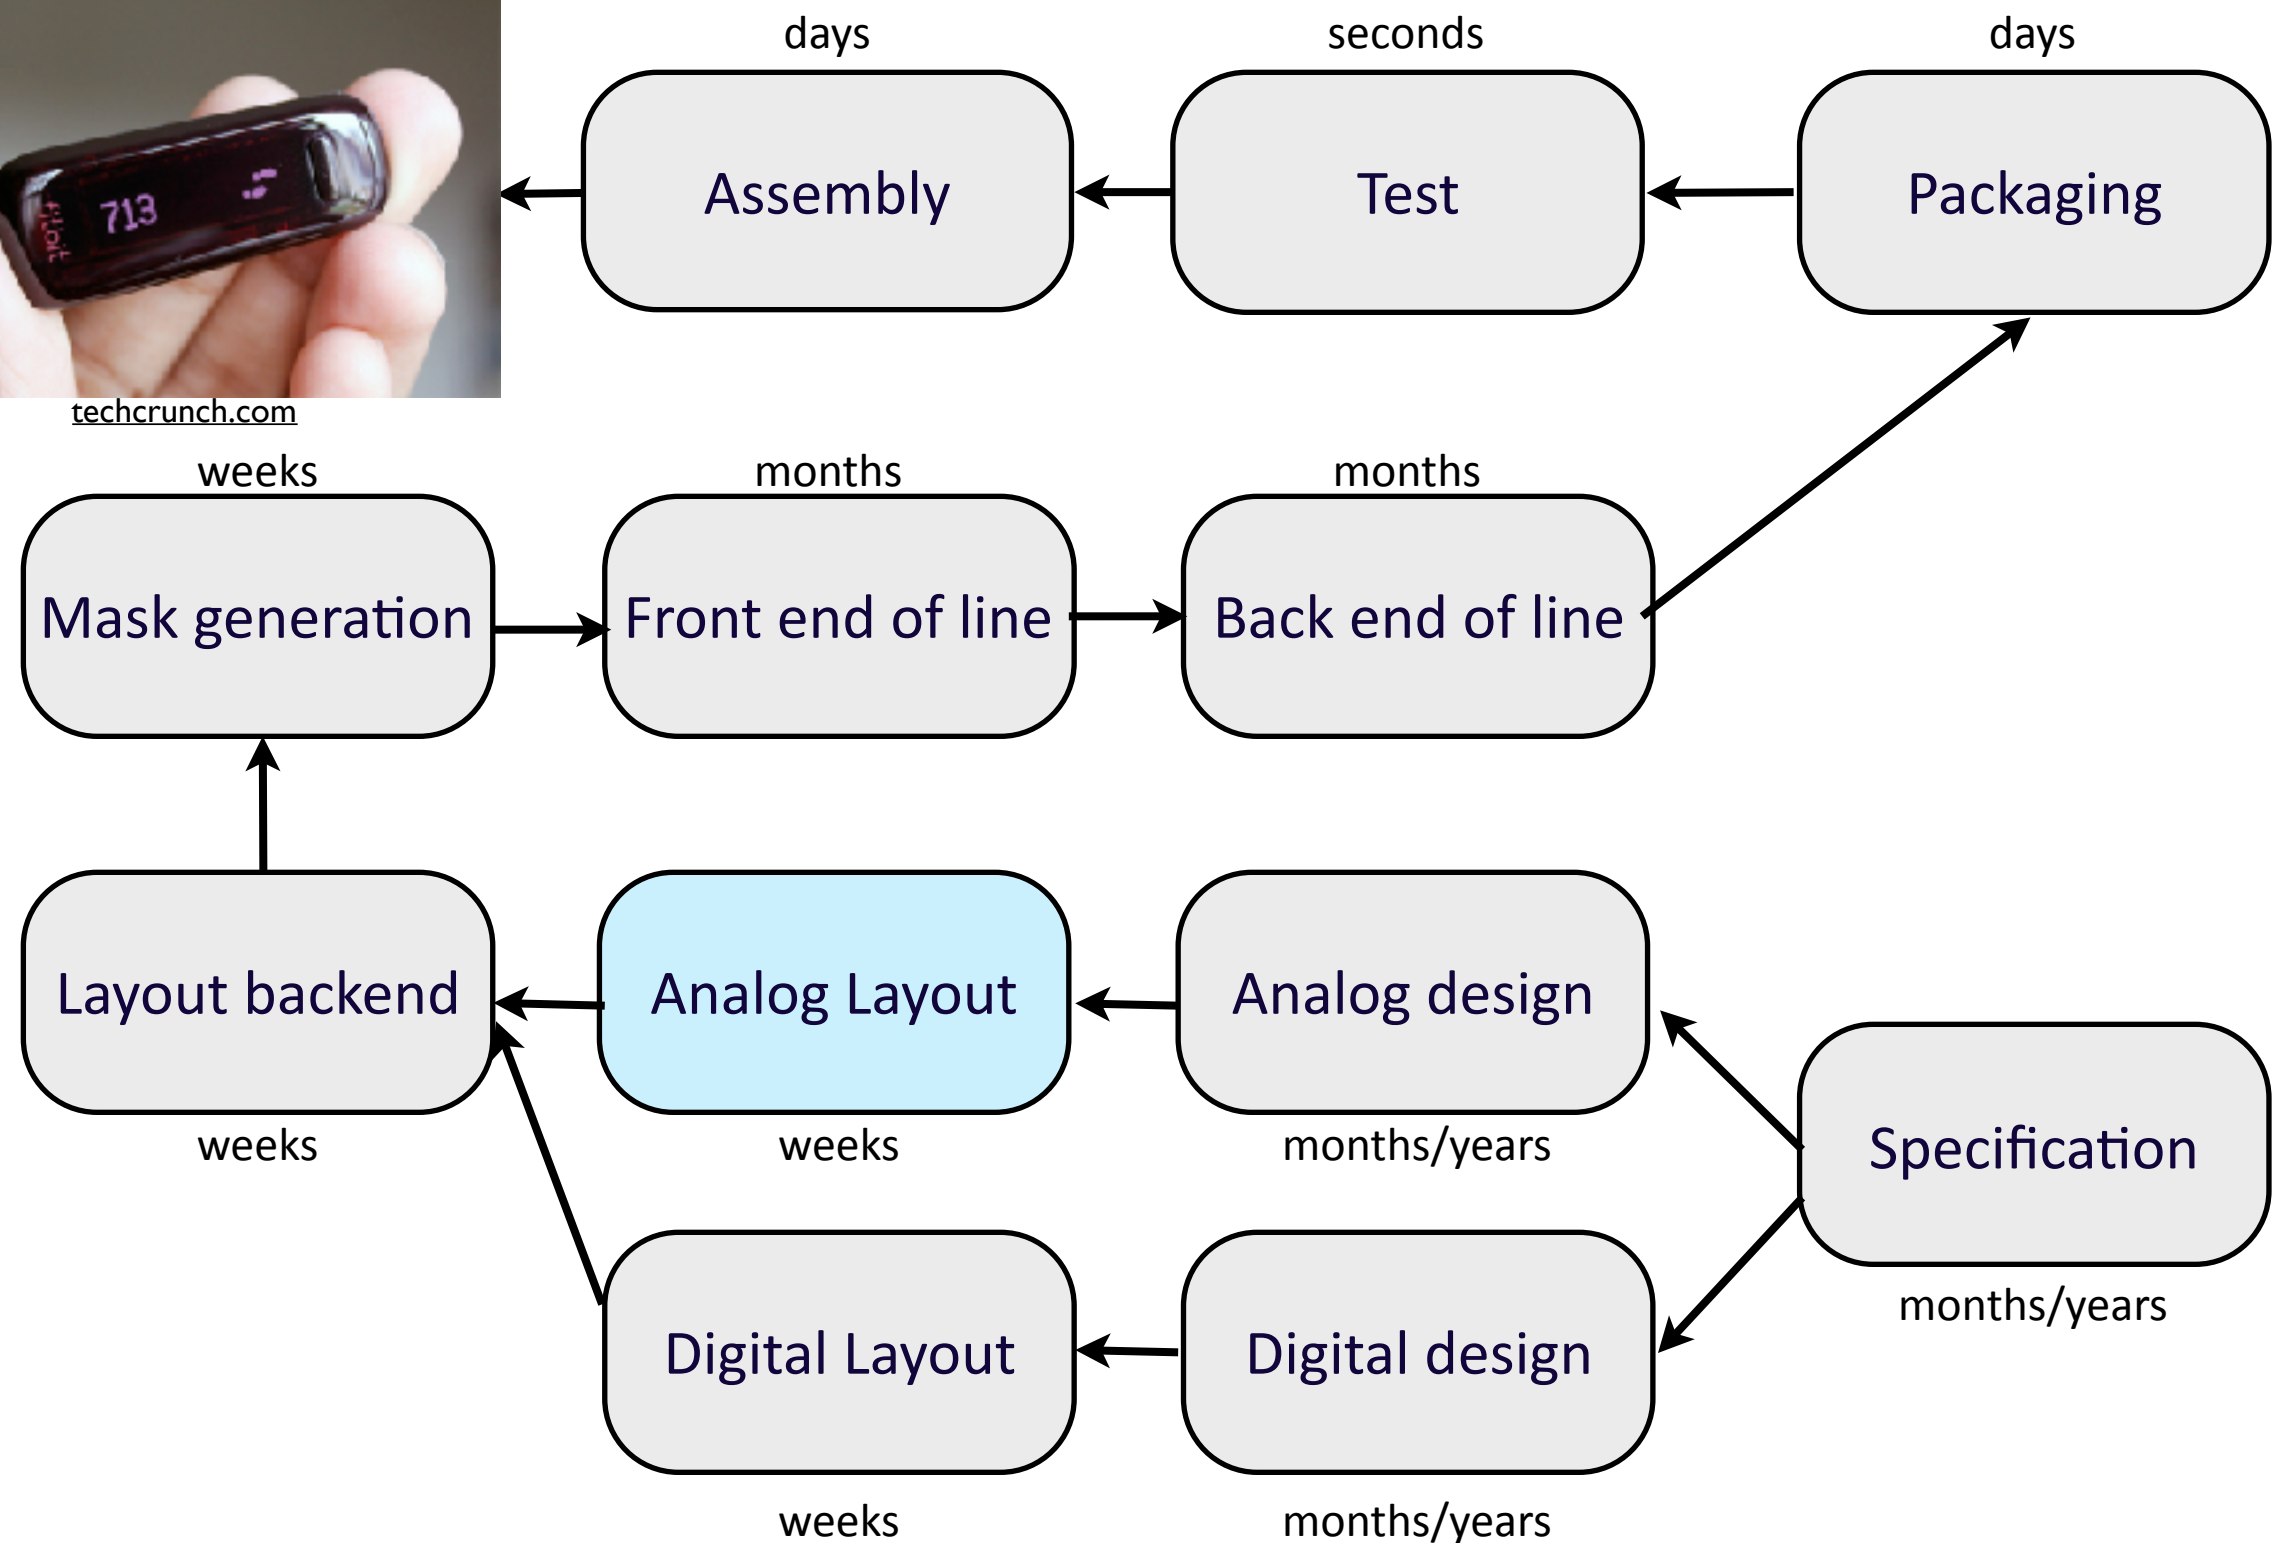 days
seconds
days
Assembly
Test
Packaging
fitbit
713
techcrunch.com
weeks
months
months
Mask generation
Front end of line
Back end of line
Layout backend
Analog Layout
Analog design
Specification
weeks
weeks
months/years
months/years
Digital Layout
Digital design
weeks
months/years